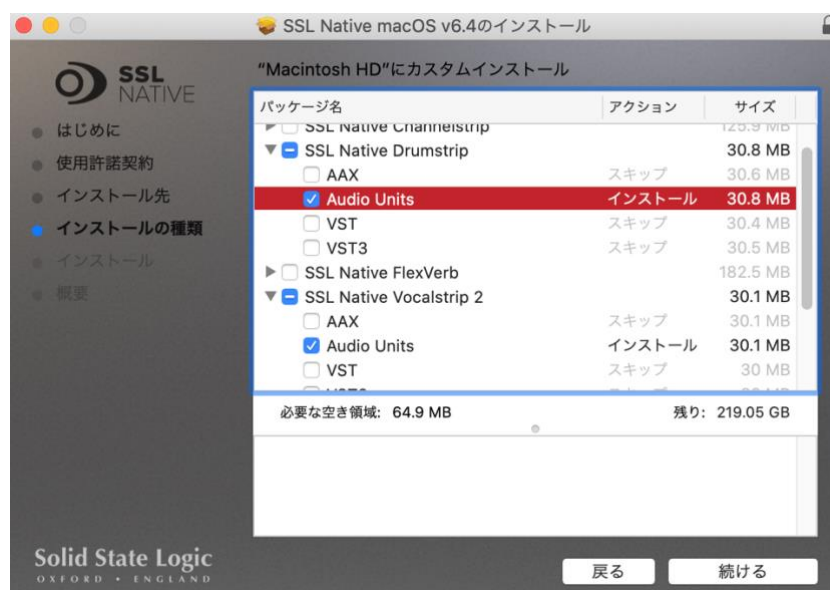 SSL Native macOS v6.4のインストール
SSL
NATIVE
"Macintosh HD"にカスタムインストール
はじめに
使用許諾契約
インストール先
インストールの種類
インストール
概要
パッケージ名 アクション サイズ
SSL Native Channelstrip 125.9 MB
SSL Native Drumstrip 30.8 MB
AAX スキップ 30.6 MB
Audio Units インストール 30.8 MB
VST スキップ 30.4 MB
VST3 スキップ 30.5 MB
SSL Native FlexVerb 182.5 MB
SSL Native Vocalstrip 2 30.1 MB
AAX スキップ 30.1 MB
Audio Units インストール 30.1 MB
VST スキップ 30 MB
必要な空き領域: 64.9 MB 残り: 219.05 GB
Solid State Logic
OXFORD • ENGLAND
戻る 続ける